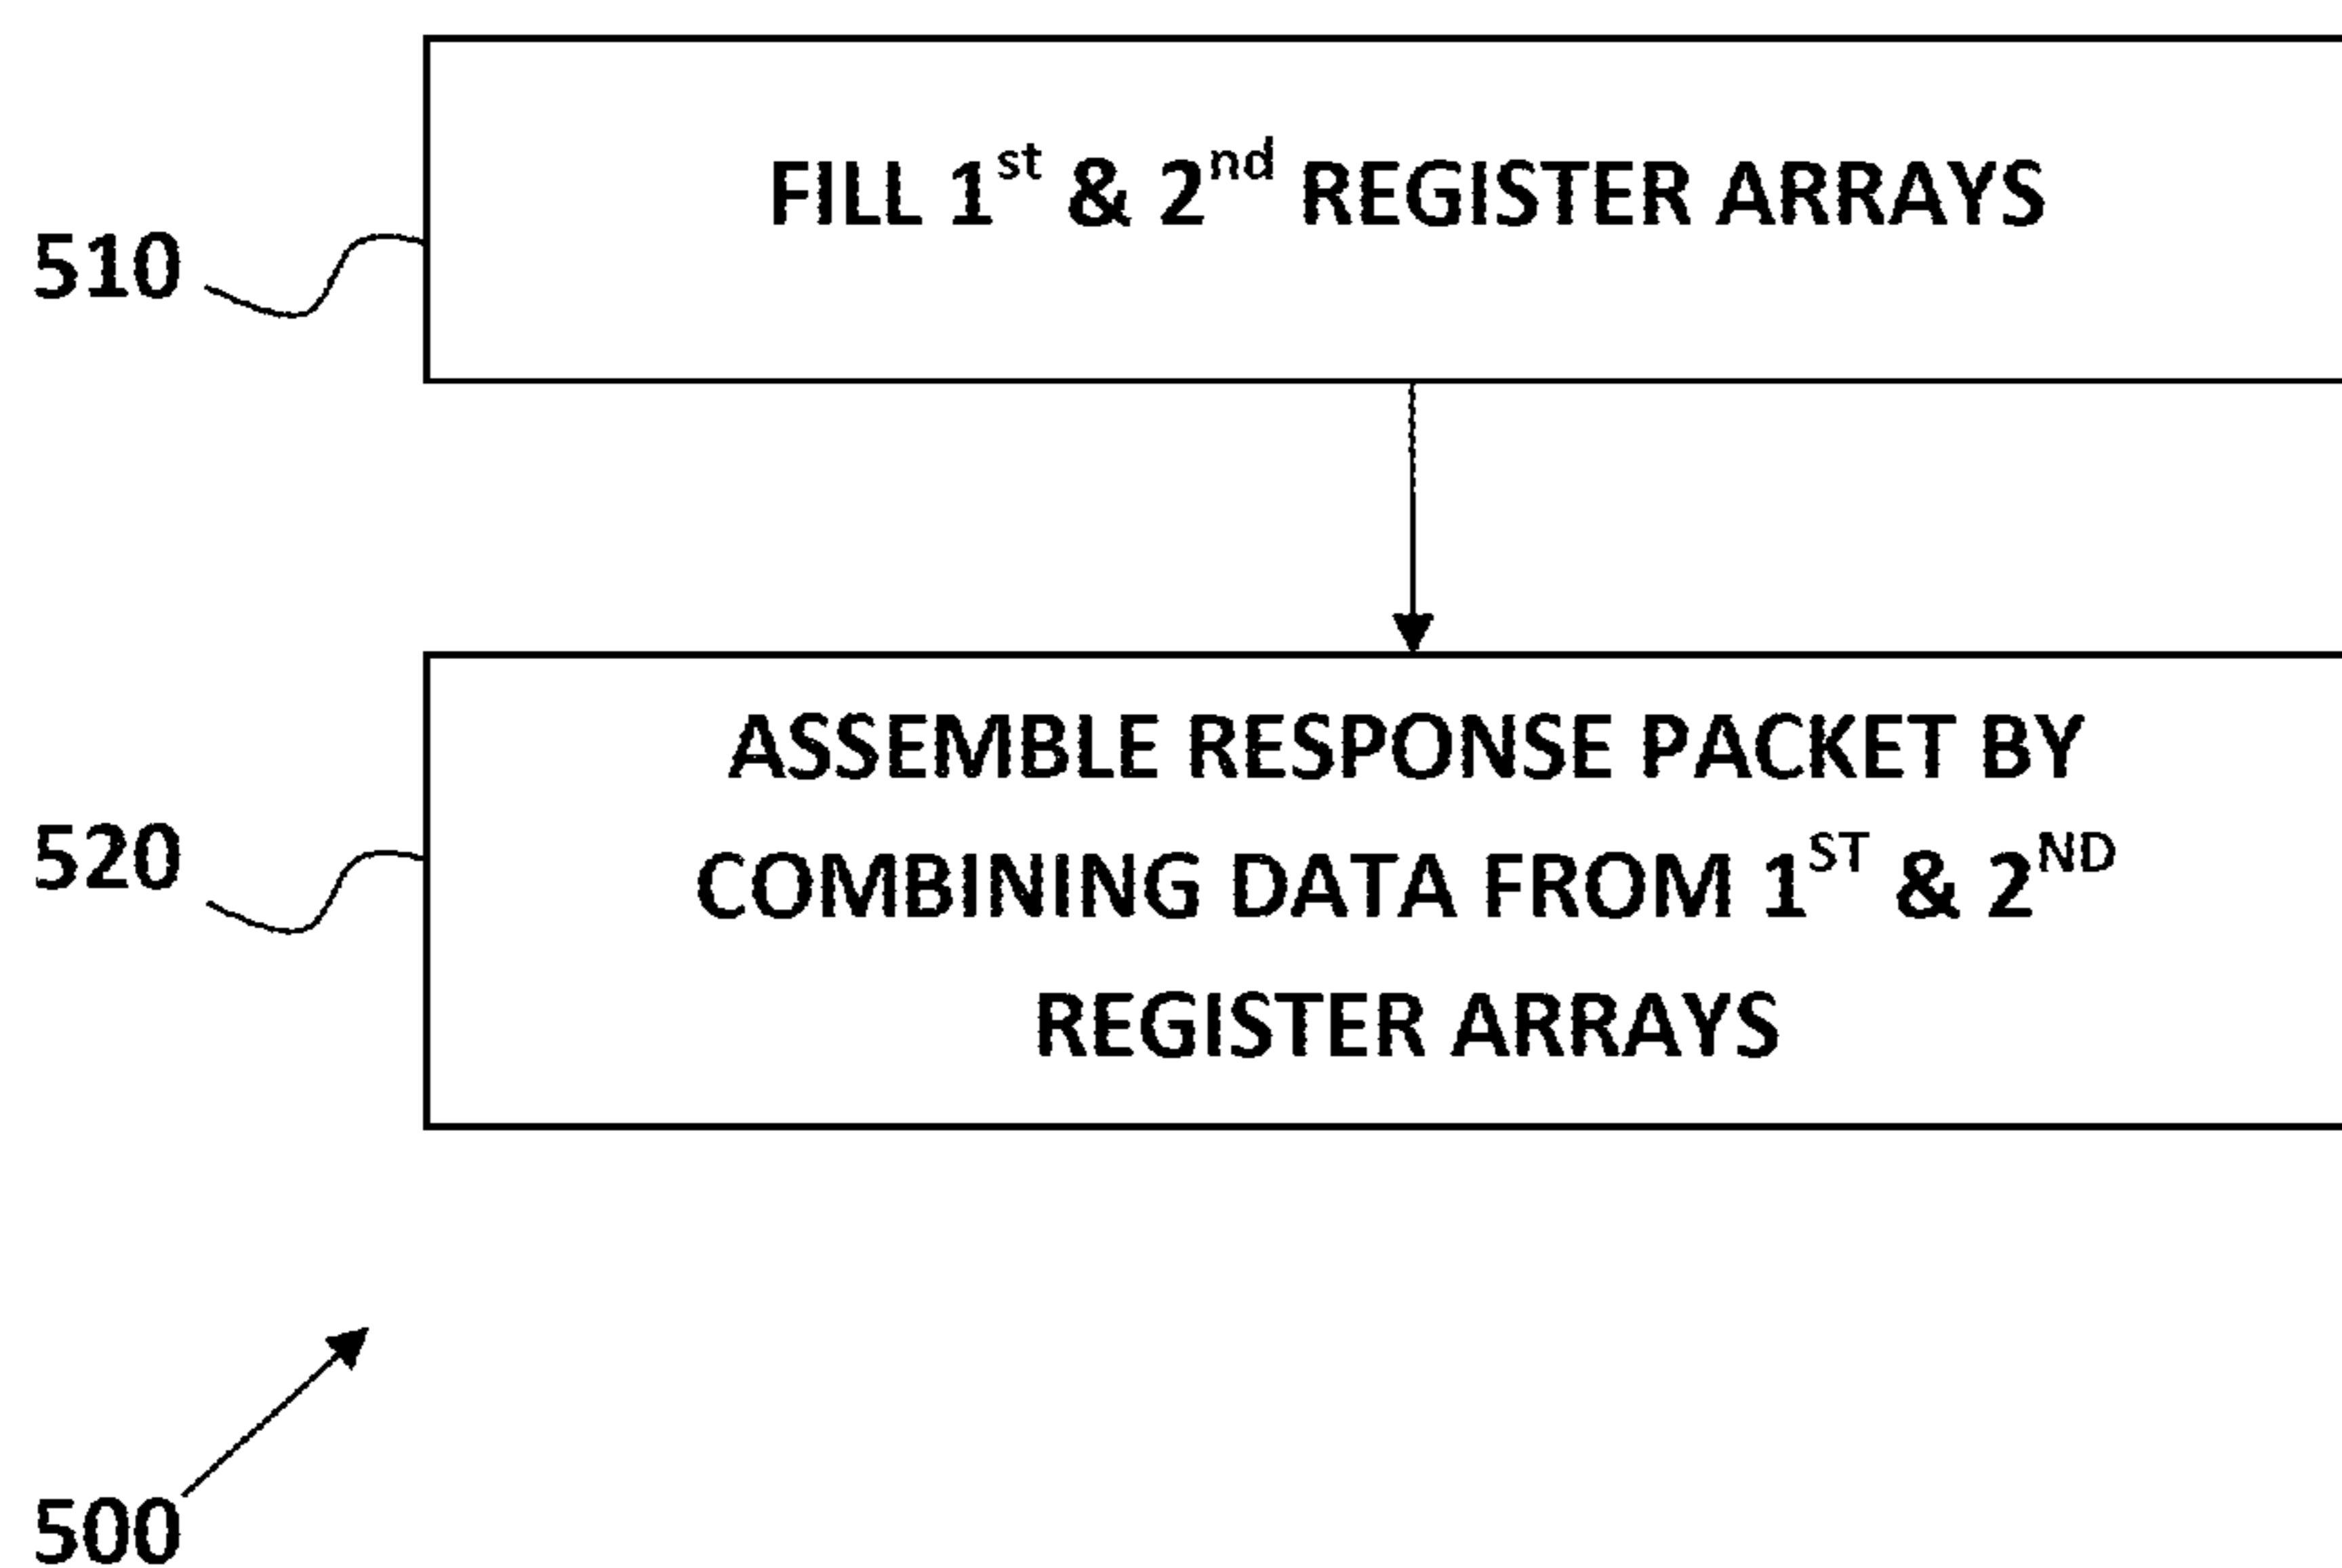 FILL 1st & 2nd REGISTER ARRAYS
510
ASSEMBLE RESPONSE PACKET BY
COMBINING DATA FROM 1ST & 2ND
520
REGISTER ARRAYS
500